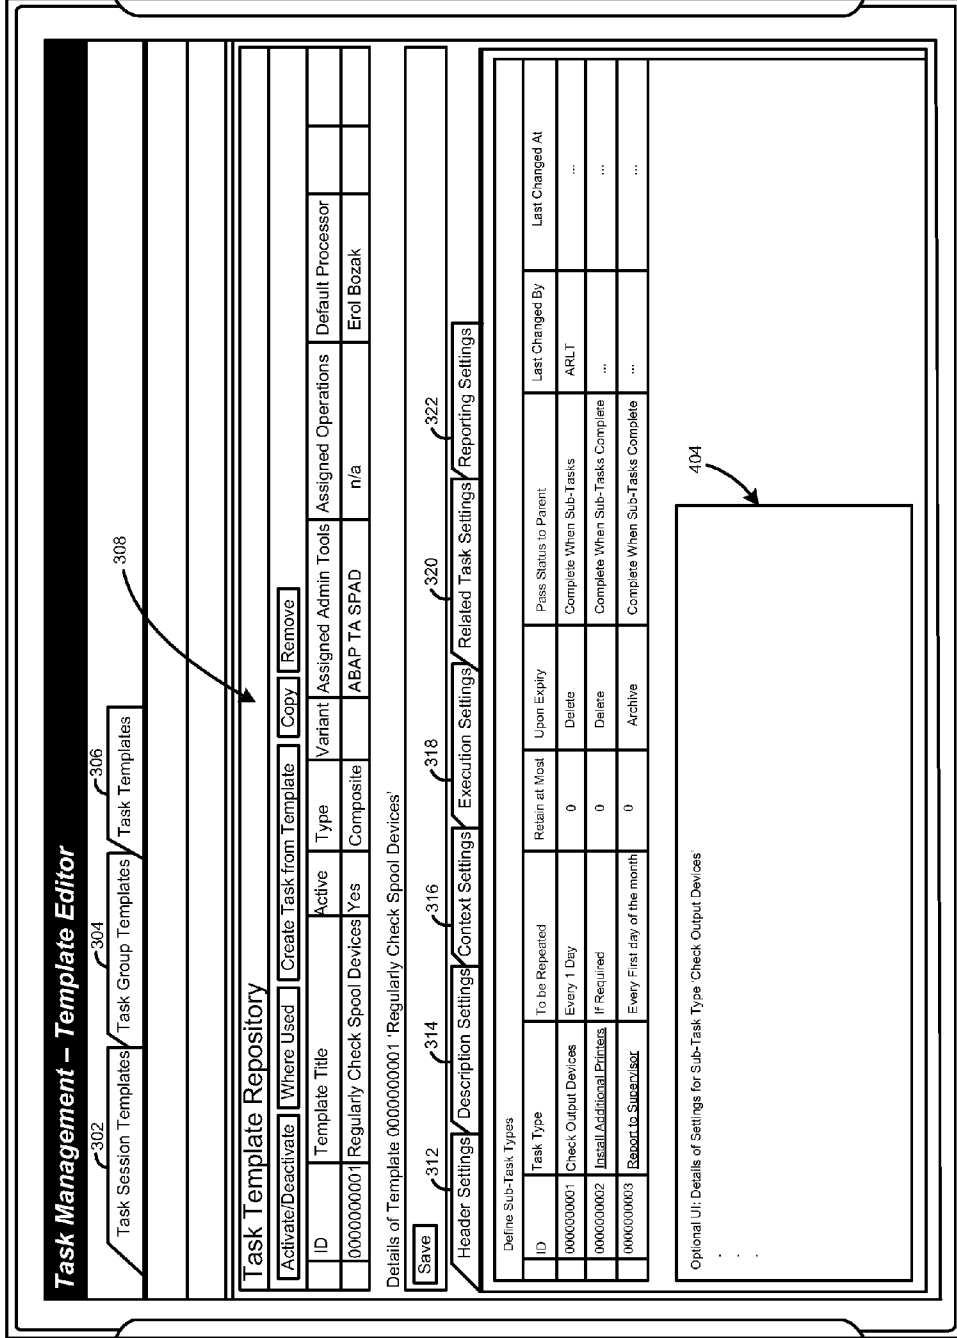 Task Management – Template Editor
302
304
306
Task Session Templates
Task Group Templates
Task Templates
308
Task Template Repository
Activate/Deactivate
Where Used
Create Task from Template
Copy
Remove
ID
Template Title
Active
Type
Variant
Assigned Admin Tools
Assigned Operations
Default Processor
0000000001
Regularly Check Spool Devices
Yes
Composite
ABAP TA SPAD
n/a
Erol Bozak
Details of Template 0000000001 'Regularly Check Spool Devices'
Save
312
314
316
318
320
322
Header Settings
Description Settings
Context Settings
Execution Settings
Related Task Settings
Reporting Settings
Define Sub-Task Types
ID
Task Type
To be Repeated
Retain at Most
Upon Expiry
Pass Status to Parent
Last Changed By
Last Changed At
0000000001
Check Output Devices
Every 1 Day
0
Delete
Complete When Sub-Tasks
ARLT
...
0000000002
Install Additional Printers
If Required
0
Delete
Complete When Sub-Tasks Complete
...
...
0000000003
Report to Supervisor
Every First day of the month
0
Archive
Complete When Sub-Tasks Complete
...
...
404
Optional UI: Details of Settings for Sub-Task Type 'Check Output Devices'
.
.
.